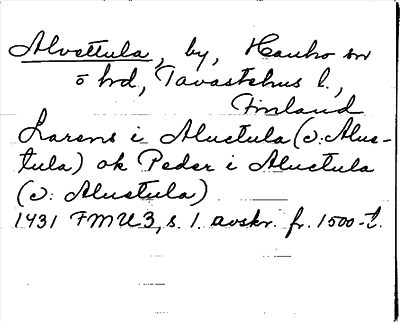 Alvettula, by, Hauho sn
ö hd, Tavastehus l.,
Finland
Larens i Aluctula (ɔ: Alus-
tula) ok Peder i Aluctula
(ɔ: Alustula)
1431 FMU 3, s. 1. avskr. fr. 1500-t.